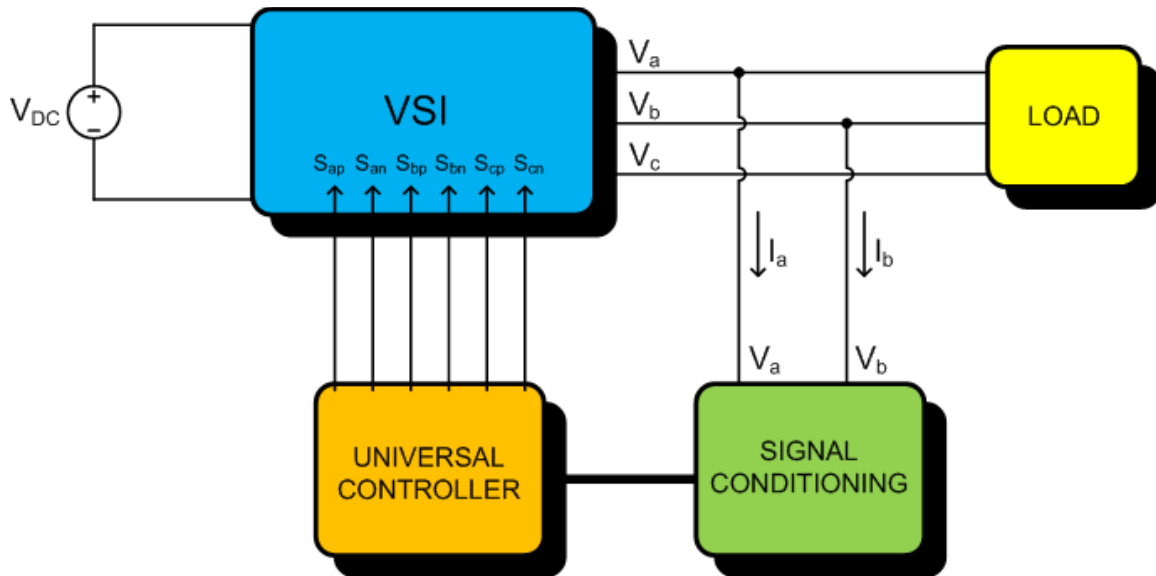 V_DC
+
−
VSI
S_ap S_an S_bp S_bn S_cp S_cn
V_a
V_b
V_c
LOAD
I_a
I_b
V_a
V_b
UNIVERSAL
CONTROLLER
SIGNAL
CONDITIONING